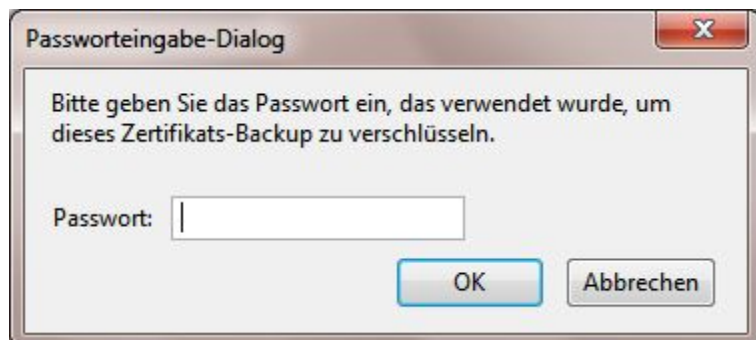 Passworteingabe-Dialog
Bitte geben Sie das Passwort ein, das verwendet wurde, um
dieses Zertifikats-Backup zu verschlüsseln.
Passwort:
OK Abbrechen